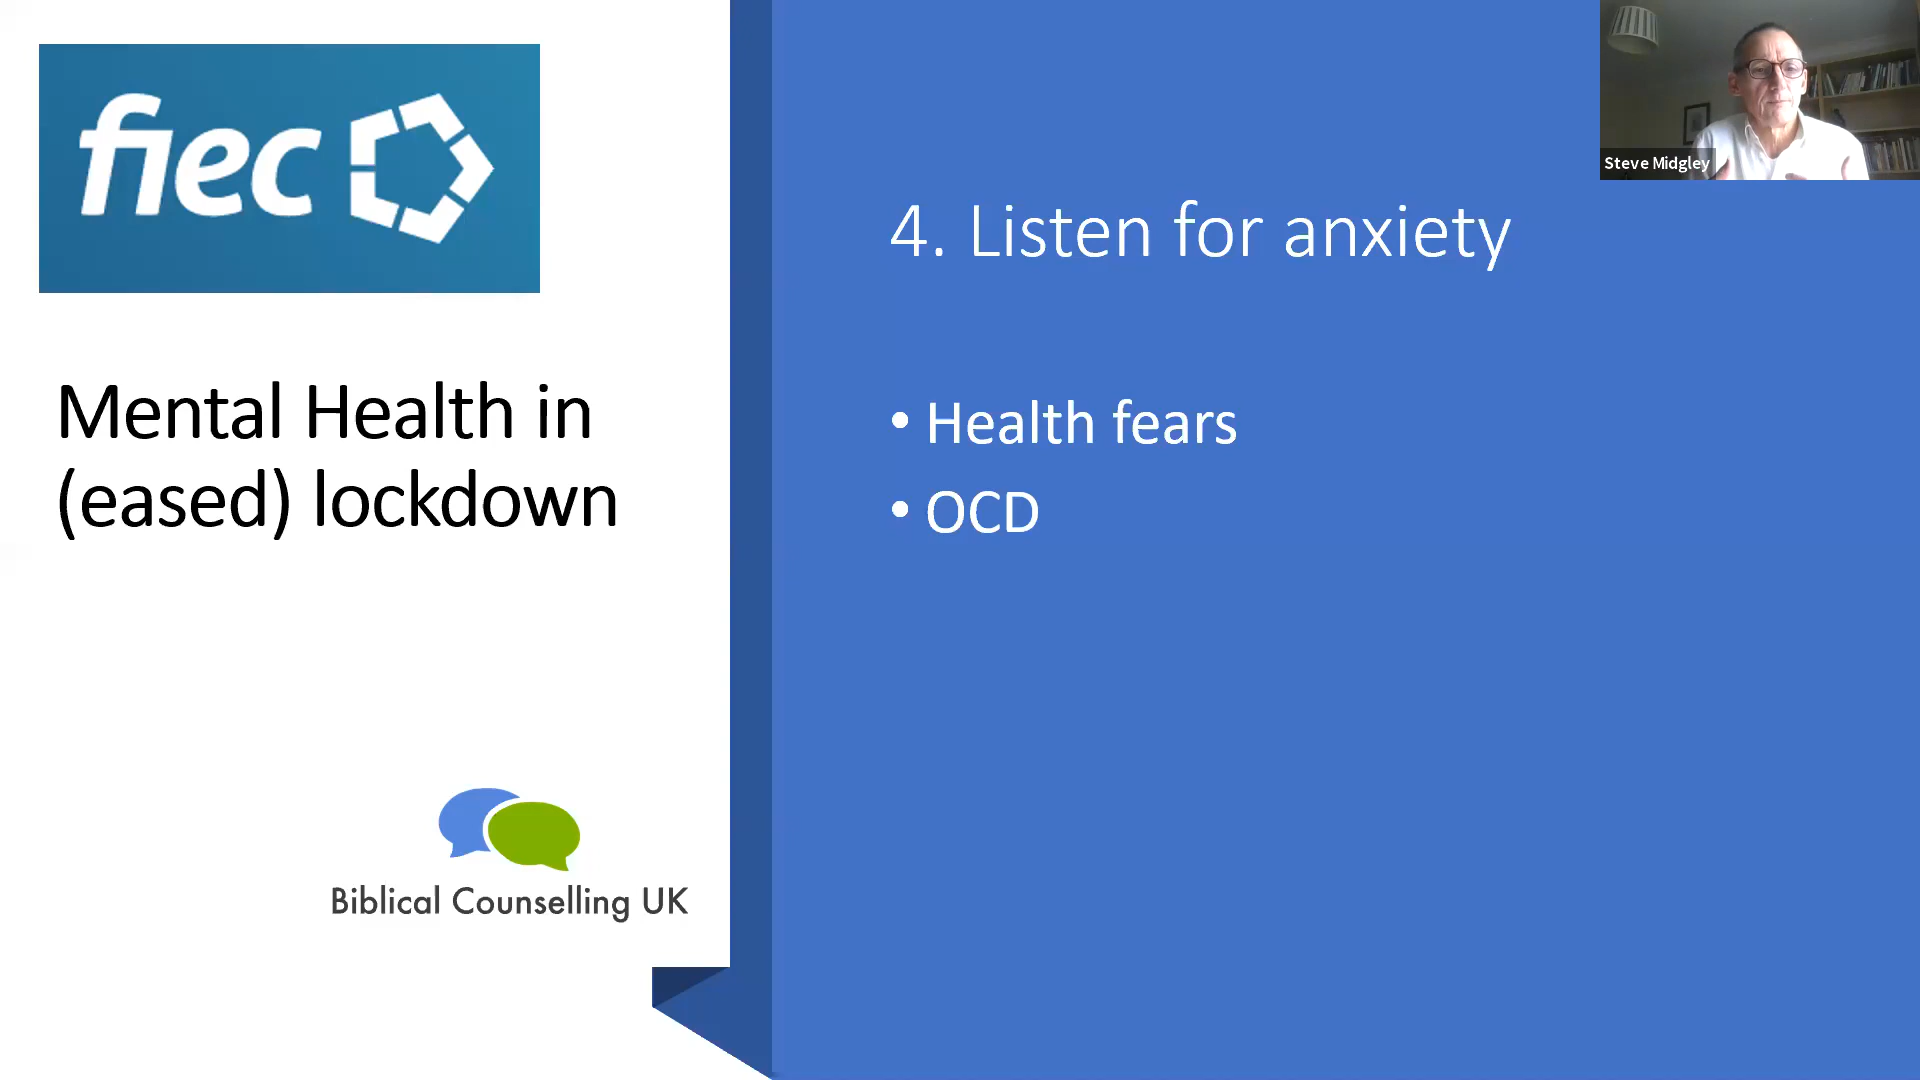 fiec
Mental Health in
(eased) lockdown
Biblical Counselling UK
4. Listen for anxiety
• Health fears
• OCD
Steve Midgley